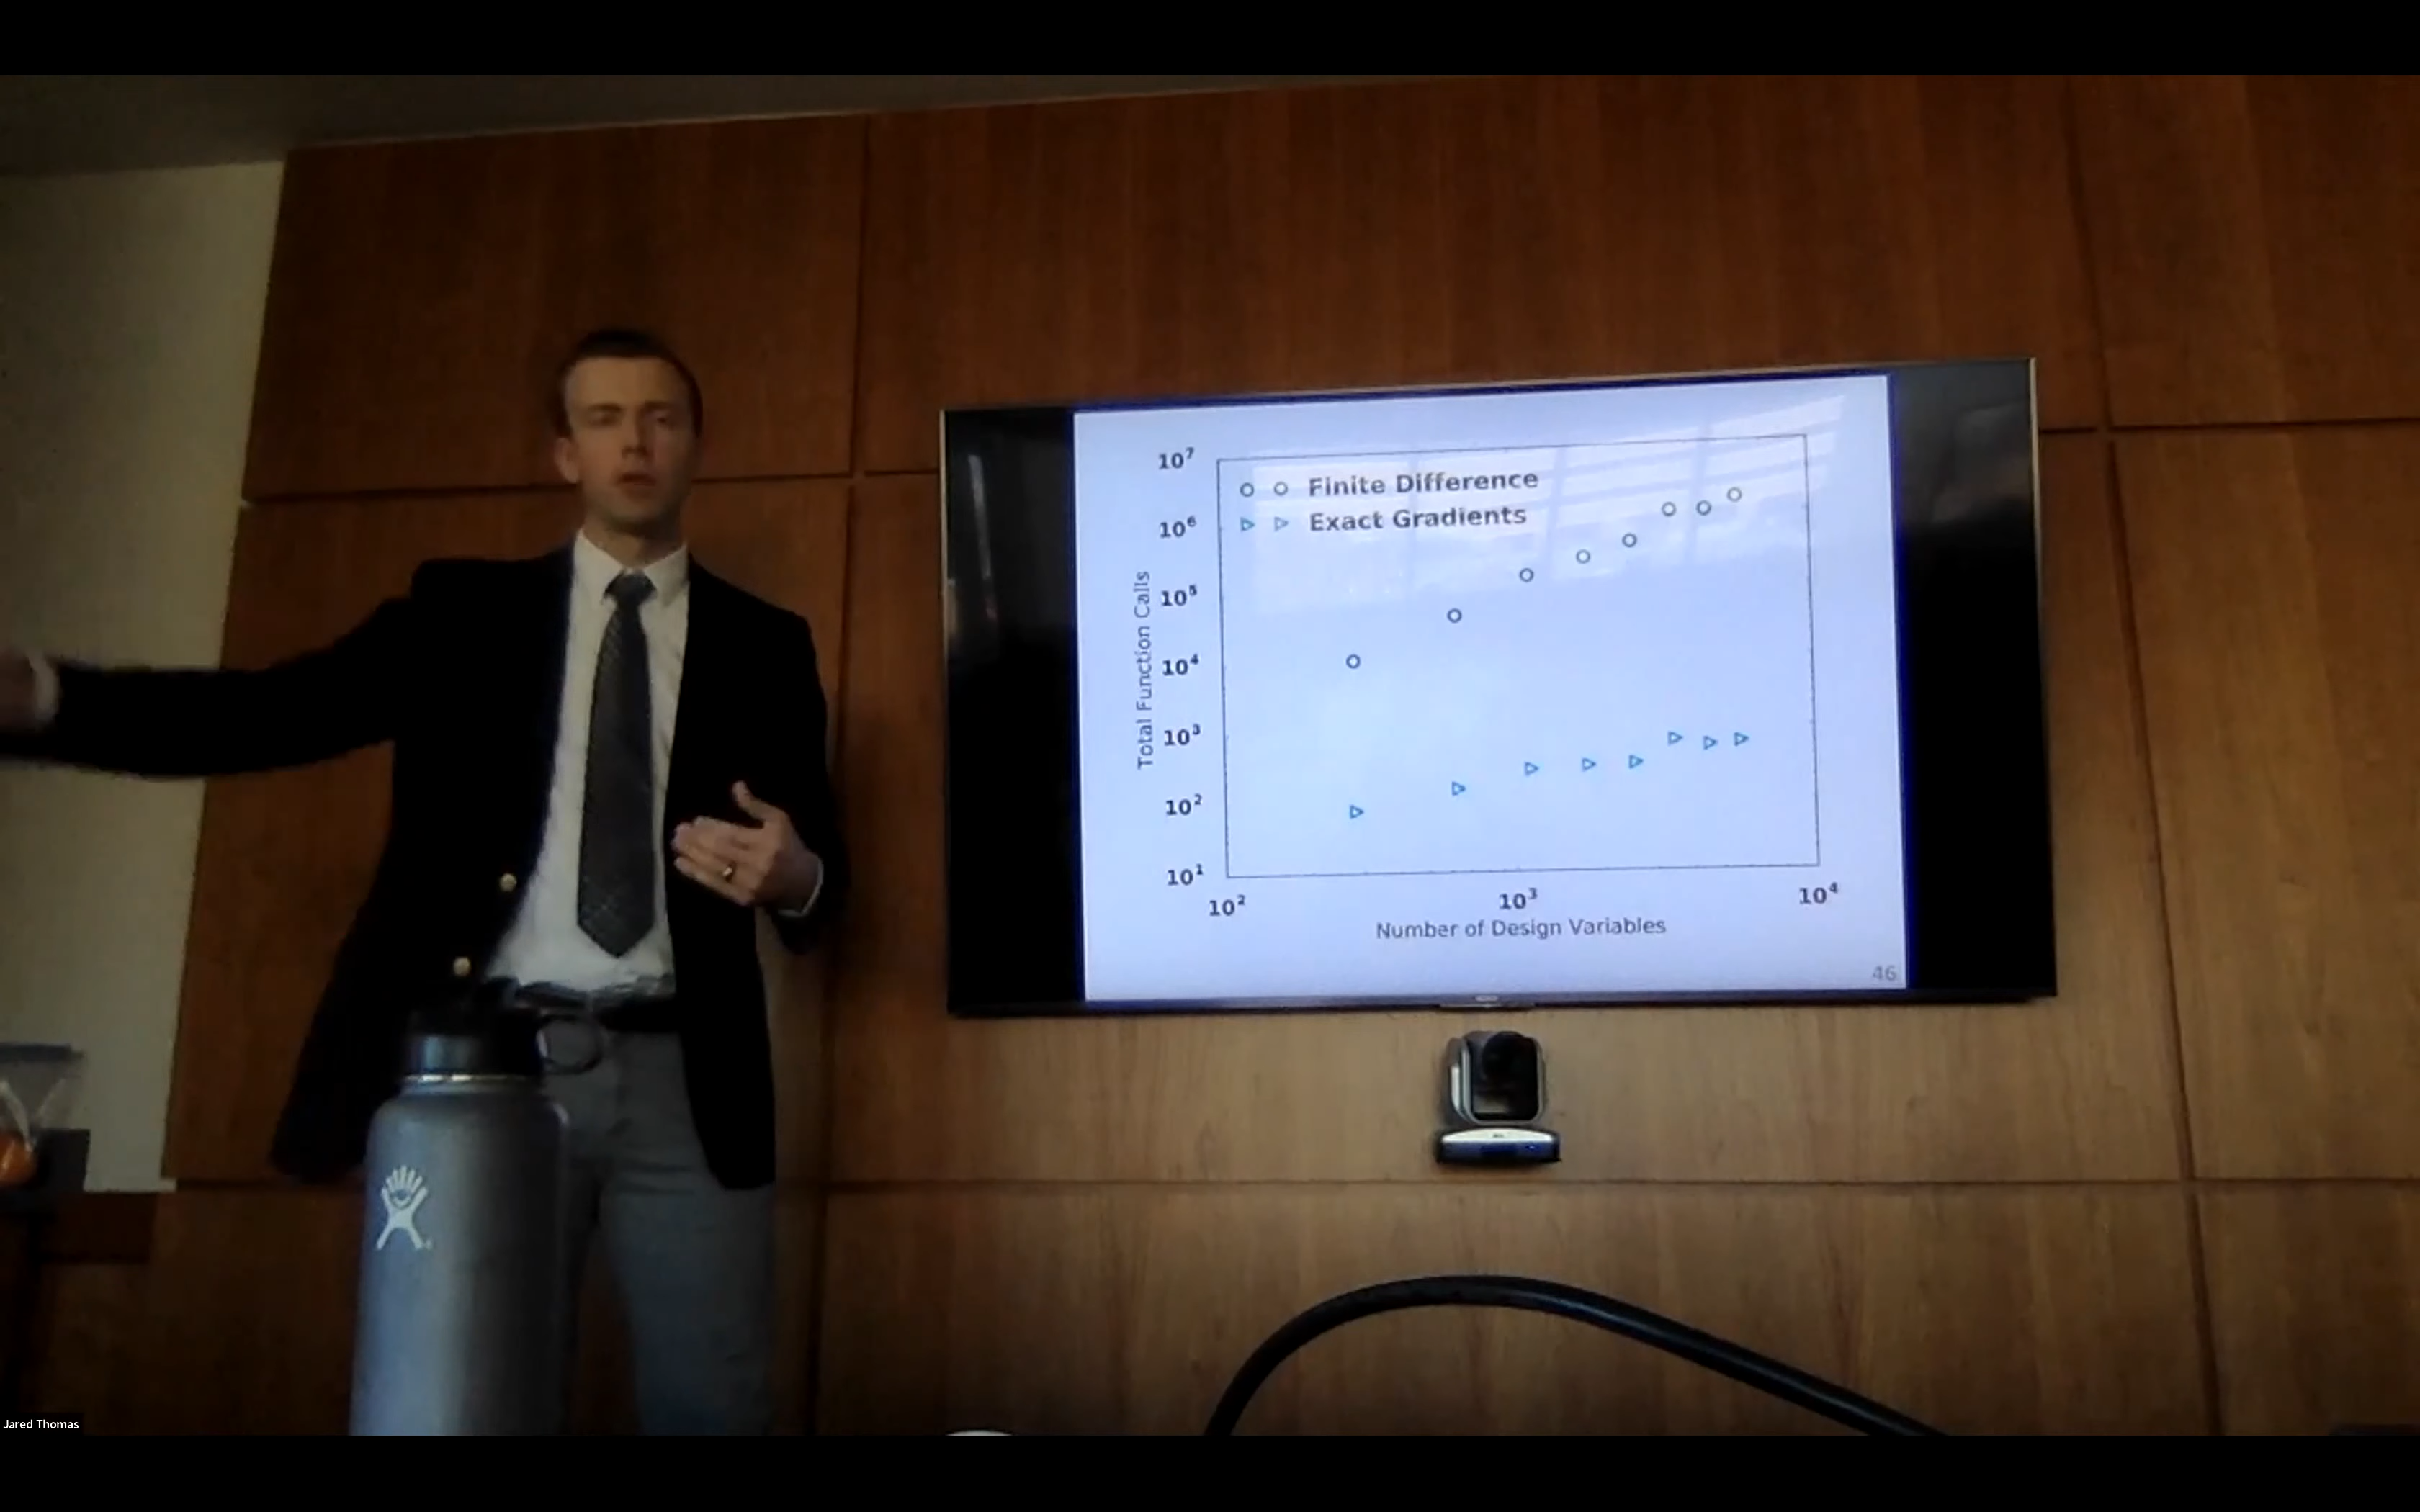 10⁷
Finite Difference
10⁶
Exact Gradients
10⁵
Total Function Calls
10⁴
10³
10²
10¹
10²
10³
10⁴
Number of Design Variables
46
Jared Thomas